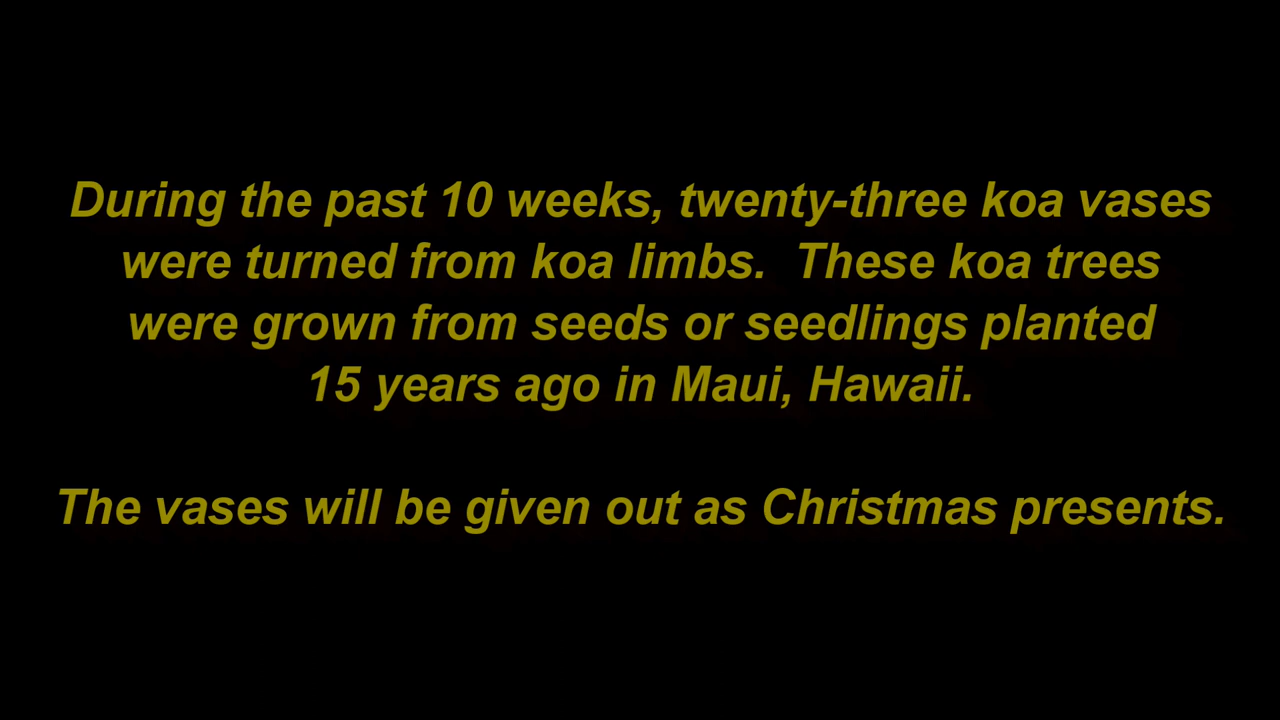 During the past 10 weeks, twenty-three koa vases
were turned from koa limbs.  These koa trees
were grown from seeds or seedlings planted
15 years ago in Maui, Hawaii.
The vases will be given out as Christmas presents.